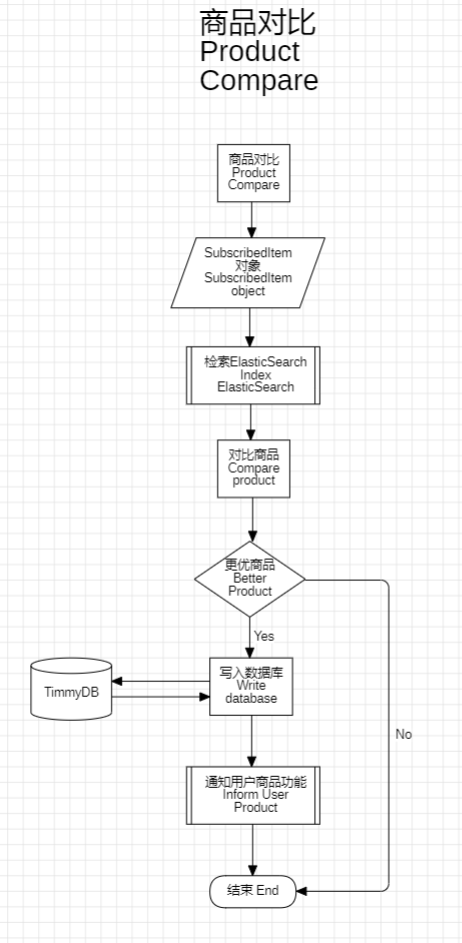 商品对比
Product
Compare
商品对比
Product
Compare
SubscribedItem
对象
SubscribedItem
object
检索ElasticSearch
Index
ElasticSearch
对比商品
Compare
product
更优商品
Better
Product
Yes
写入数据库
Write
database
TimmyDB
No
通知用户商品功能
Inform User
Product
结束 End